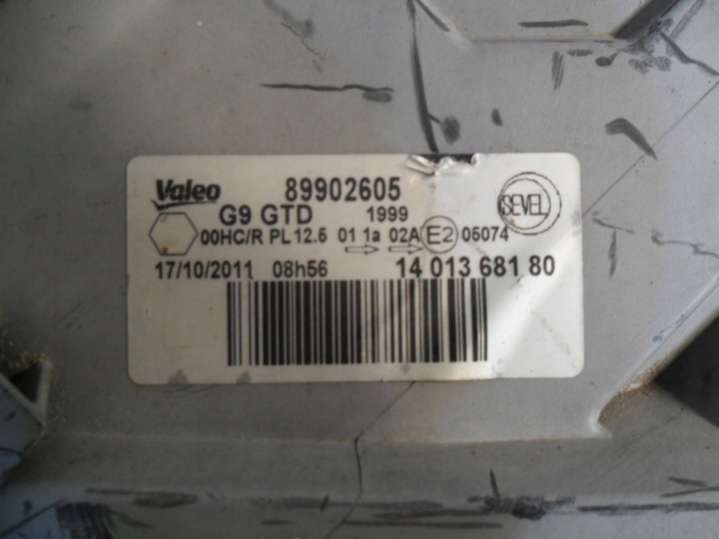 Valeo 89902605
G9 GTD 1999 SEVEL
00HC/R PL 12.5 01 1a 02A E2 05074
17/10/2011 08h56 14 013 681 80